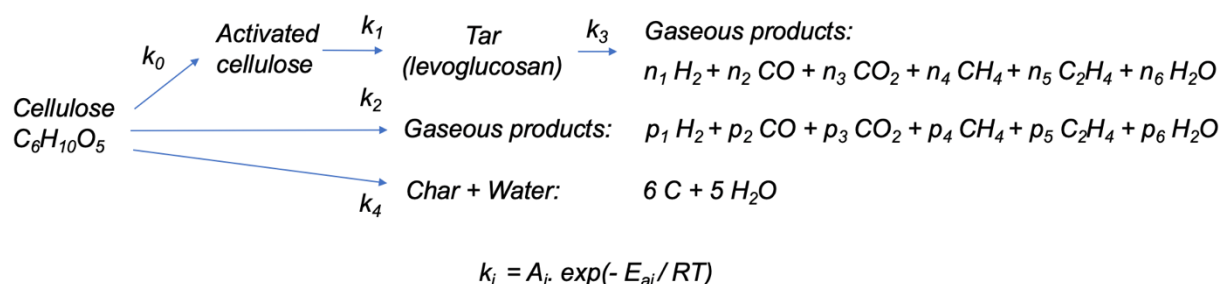 k₀
Activated
cellulose
k₁
Tar
(levoglucosan)
k₃
Gaseous products:
n₁ H₂ + n₂ CO + n₃ CO₂ + n₄ CH₄ + n₅ C₂H₄ + n₆ H₂O
Cellulose
C₆H₁₀O₅
k₂
Gaseous products: p₁ H₂ + p₂ CO + p₃ CO₂ + p₄ CH₄ + p₅ C₂H₄ + p₆ H₂O
k₄
Char + Water: 6 C + 5 H₂O
kᵢ = Aᵢ. exp(- Eₐᵢ / RT)